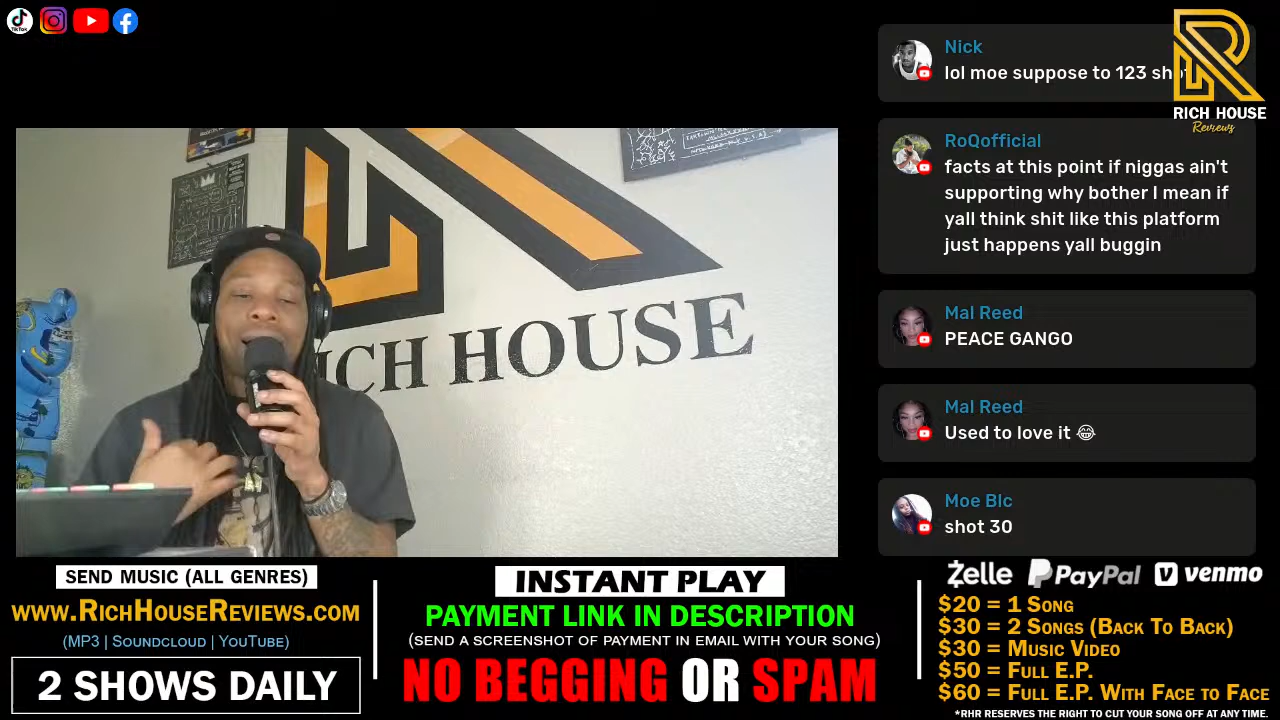 Nick
lol moe suppose to 123 sho
RICH HOUSE
Reviews
RoQofficial
facts at this point if niggas ain't
supporting why bother I mean if
yall think shit like this platform
just happens yall buggin
Mal Reed
PEACE GANGO
Mal Reed
Used to love it 😂
Moe Blc
shot 30
RICH HOUSE
SEND MUSIC (ALL GENRES)
www.RichHouseReviews.com
(MP3 | Soundcloud | YouTube)
2 SHOWS DAILY
INSTANT PLAY
PAYMENT LINK IN DESCRIPTION
(SEND A SCREENSHOT OF PAYMENT IN EMAIL WITH YOUR SONG)
NO BEGGING OR SPAM
Zelle PayPal venmo
$20 = 1 Song
$30 = 2 Songs (Back To Back)
$30 = Music Video
$50 = Full E.P.
$60 = Full E.P. With Face to Face
*RHR RESERVES THE RIGHT TO CUT YOUR SONG OFF AT ANY TIME.